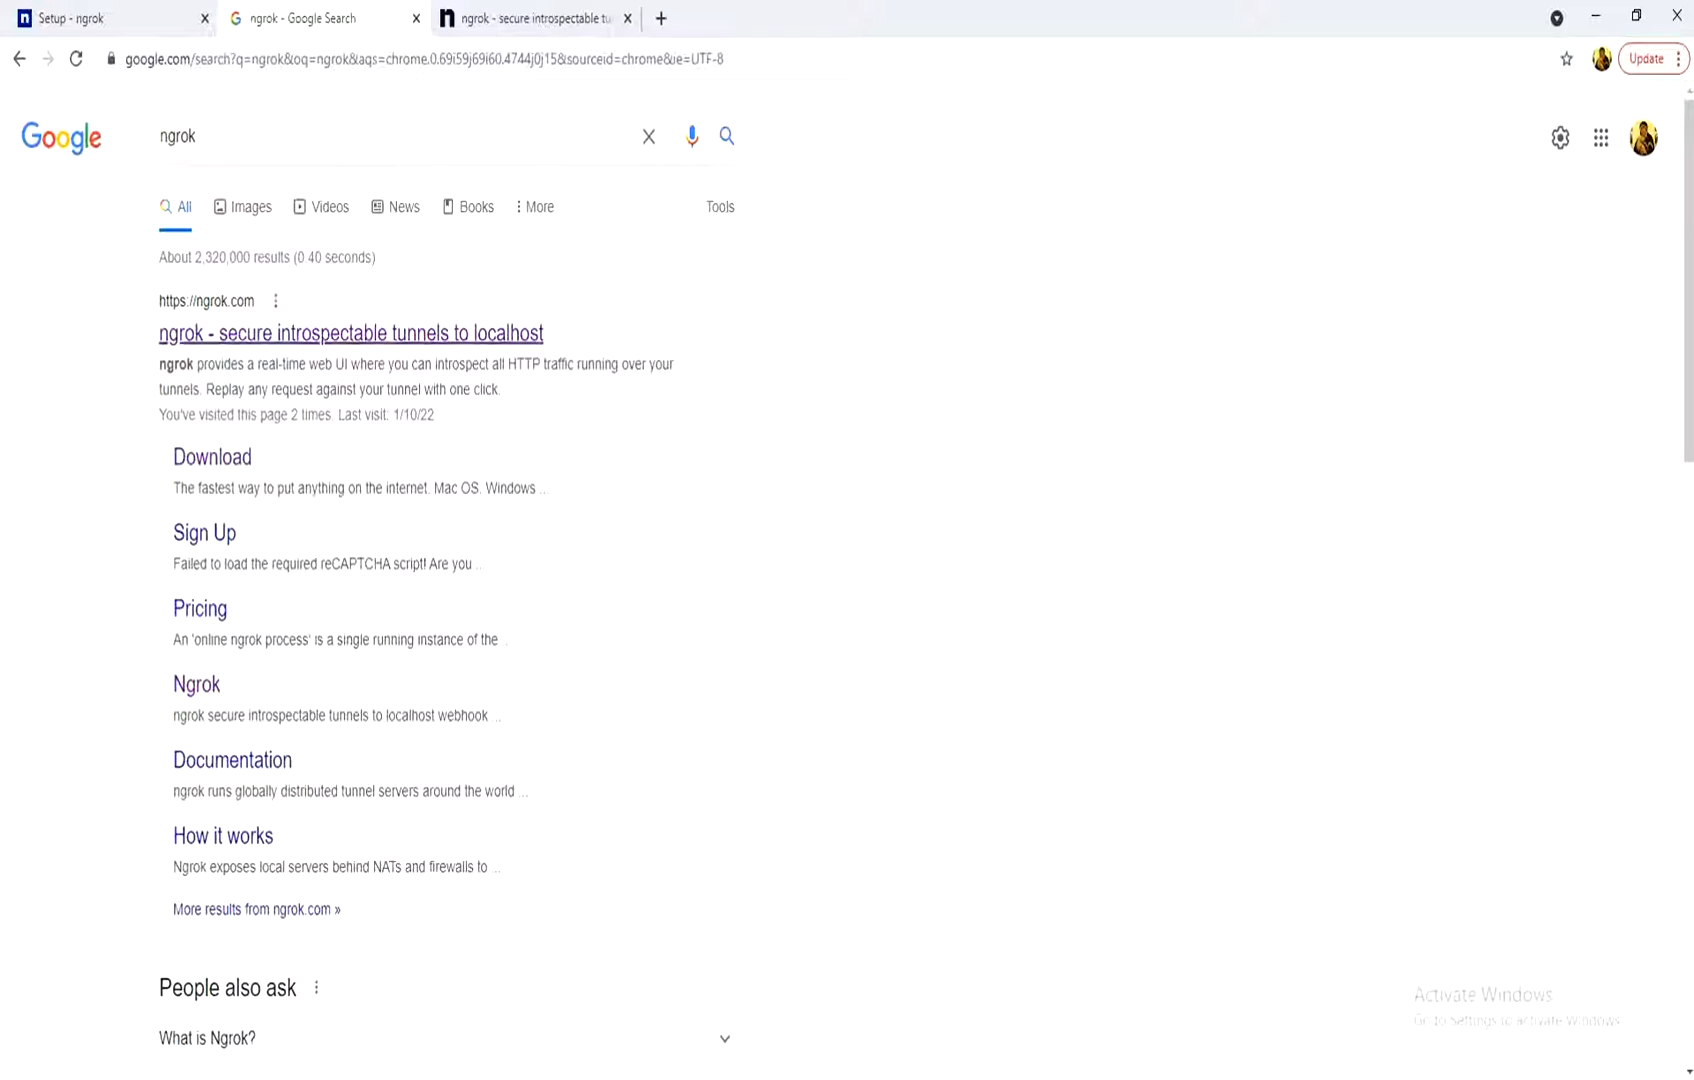 Setup - ngrok
ngrok - Google Search
ngrok - secure introspectable tu
google.com/search?q=ngrok&oq=ngrok&aqs=chrome.0.69i59j69i60.4744j0j15&sourceid=chrome&ie=UTF-8
Update
Google
ngrok
All Images Videos News Books More Tools
About 2,320,000 results (0.40 seconds)
https://ngrok.com
ngrok - secure introspectable tunnels to localhost
ngrok provides a real-time web UI where you can introspect all HTTP traffic running over your
tunnels. Replay any request against your tunnel with one click.
You've visited this page 2 times. Last visit: 1/10/22
Download
The fastest way to put anything on the internet. Mac OS. Windows ...
Sign Up
Failed to load the required reCAPTCHA script! Are you ...
Pricing
An 'online ngrok process' is a single running instance of the ...
Ngrok
ngrok secure introspectable tunnels to localhost webhook ...
Documentation
ngrok runs globally distributed tunnel servers around the world ...
How it works
Ngrok exposes local servers behind NATs and firewalls to ...
More results from ngrok.com »
People also ask
What is Ngrok?
Activate Windows
Go to Settings to activate Windows.